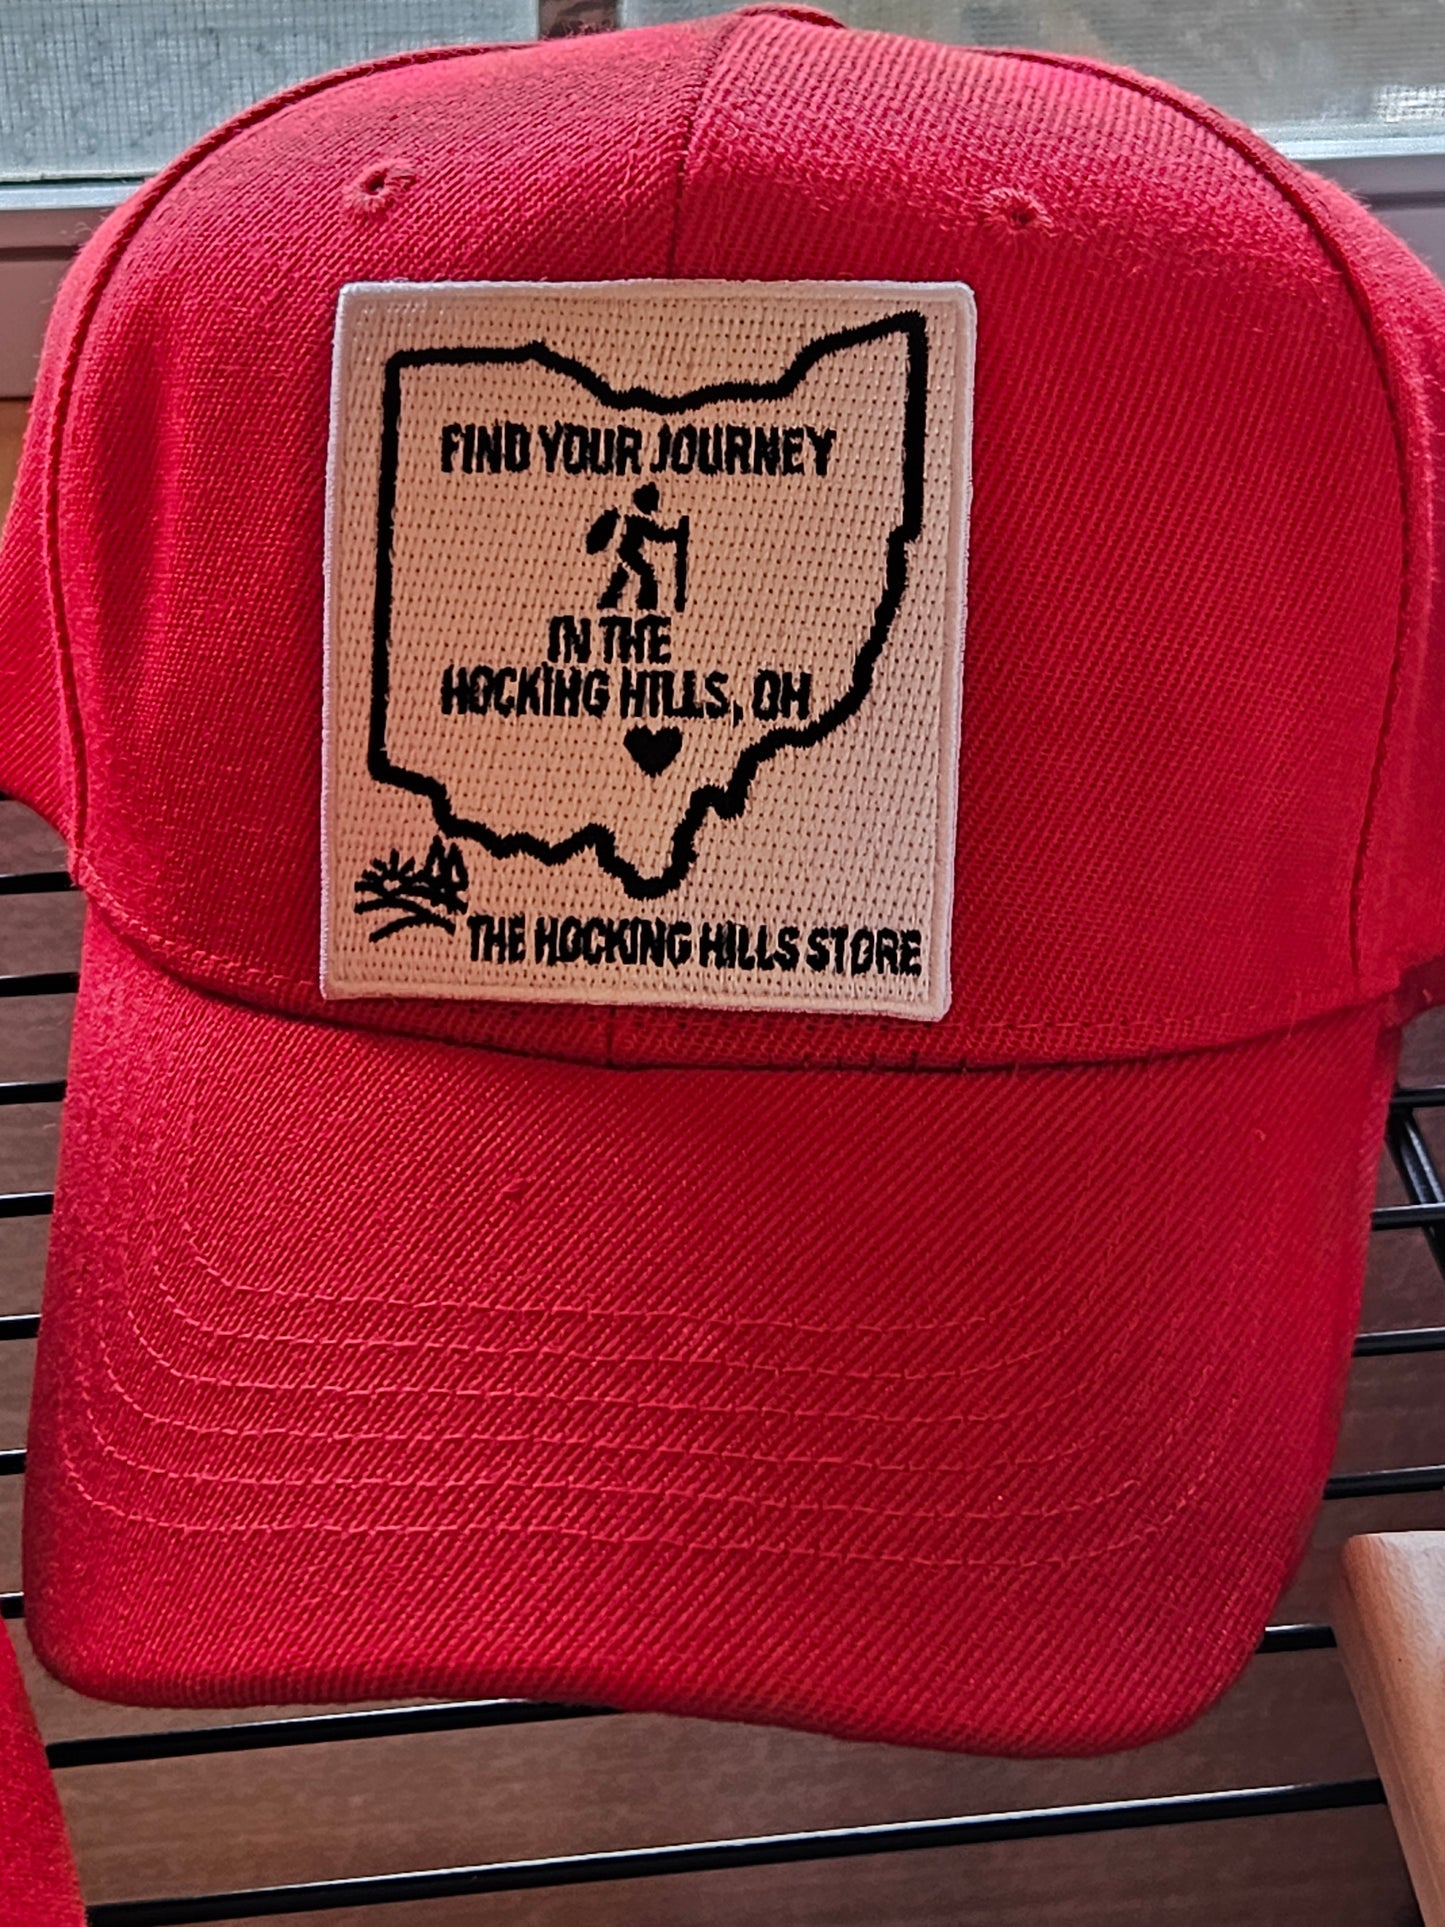 FIND YOUR JOURNEY
IN THE
HOCKING HILLS, OH
THE HOCKING HILLS STORE